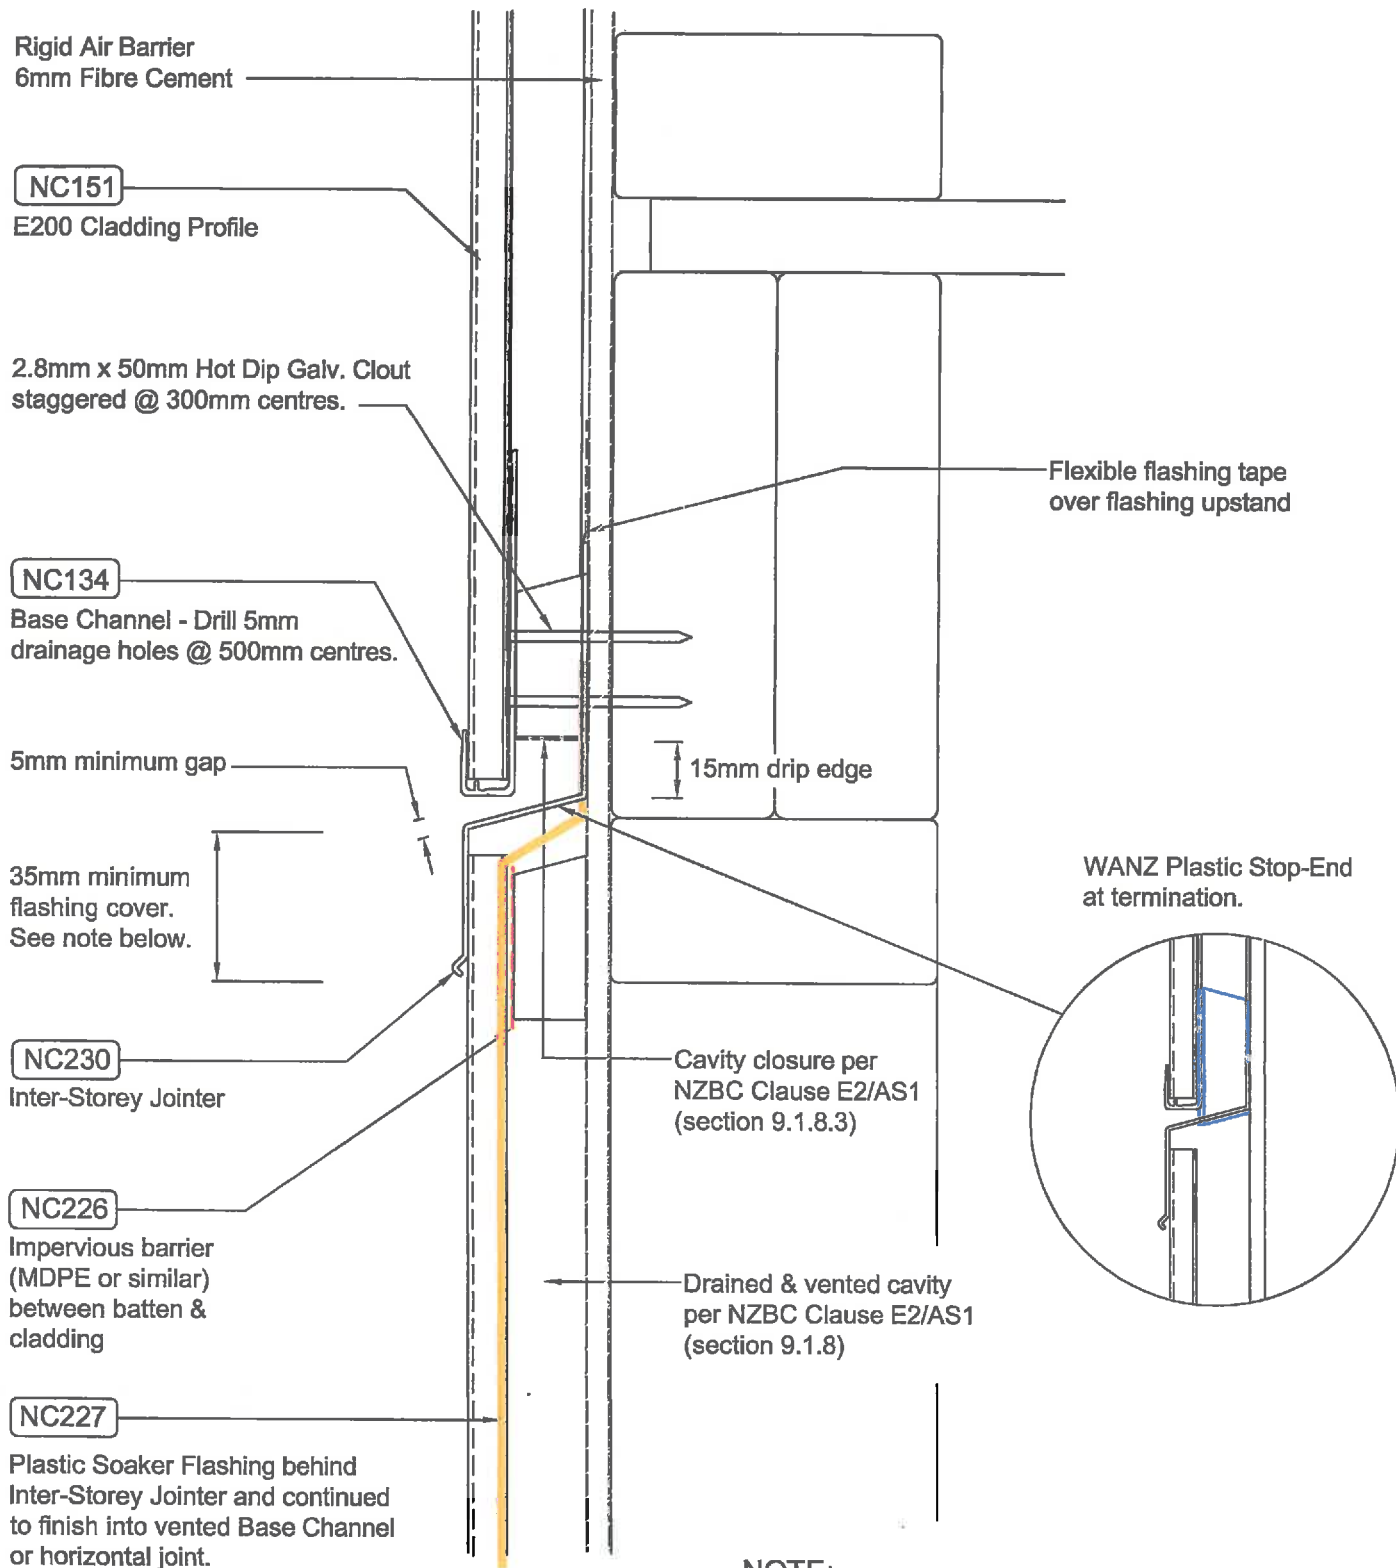 Rigid Air Barrier
6mm Fibre Cement
NC151
E200 Cladding Profile
2.8mm x 50mm Hot Dip Galv. Clout
staggered @ 300mm centres.
Flexible flashing tape
over flashing upstand
NC134
Base Channel - Drill 5mm
drainage holes @ 500mm centres.
5mm minimum gap
15mm drip edge
35mm minimum
flashing cover.
See note below.
WANZ Plastic Stop-End
at termination.
NC230
Inter-Storey Jointer
Cavity closure per
NZBC Clause E2/AS1
(section 9.1.8.3)
NC226
Impervious barrier
(MDPE or similar)
between batten &
cladding
Drained & vented cavity
per NZBC Clause E2/AS1
(section 9.1.8)
NC227
Plastic Soaker Flashing behind
Inter-Storey Jointer and continued
to finish into vented Base Channel
or horizontal joint.
NOTE: